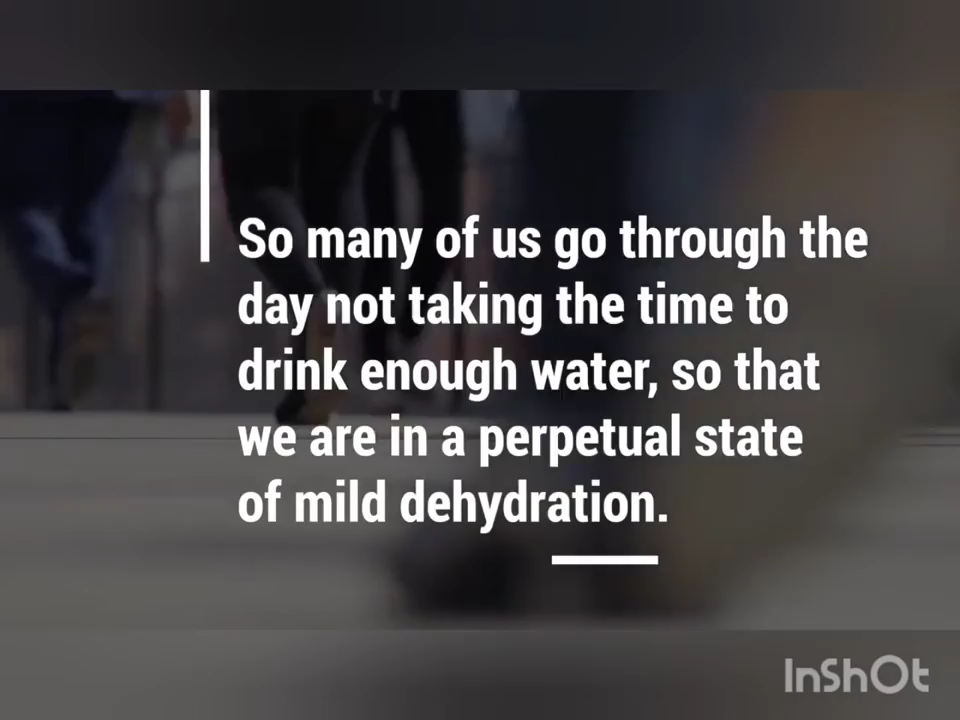 So many of us go through the
day not taking the time to
drink enough water, so that
we are in a perpetual state
of mild dehydration.
InShOt